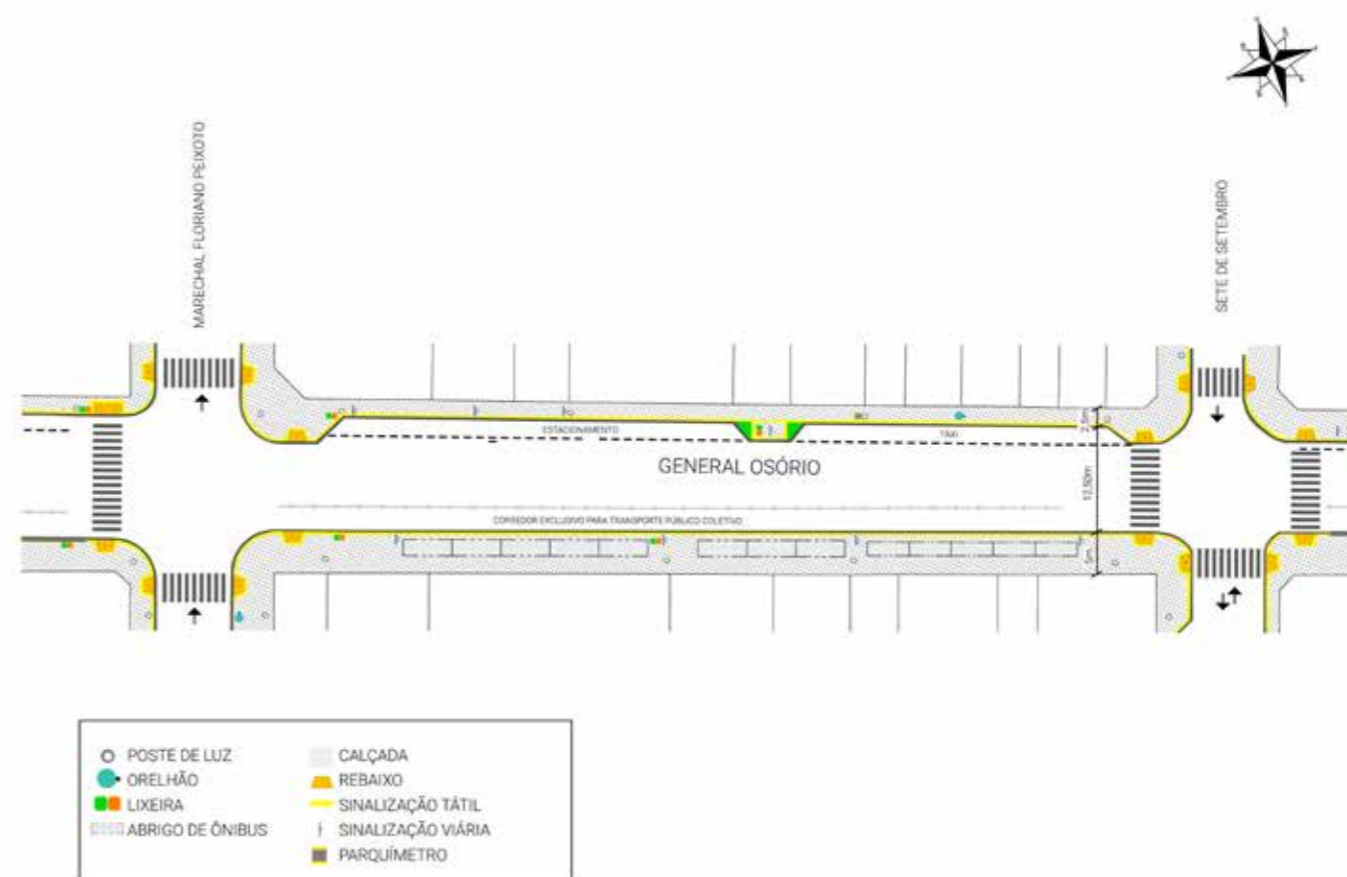 MARECHAL FLORIANO PEIXOTO
SETE DE SETEMBRO
ESTACIONAMENTO
TÁXI
2,5m
GENERAL OSÓRIO
12,50m
CORREDOR EXCLUSIVO PARA TRANSPORTE PÚBLICO COLETIVO
5m
POSTE DE LUZ
ORELHÃO
LIXEIRA
ABRIGO DE ÔNIBUS
CALÇADA
REBAIXO
SINALIZAÇÃO TÁTIL
SINALIZAÇÃO VIÁRIA
PARQUÍMETRO